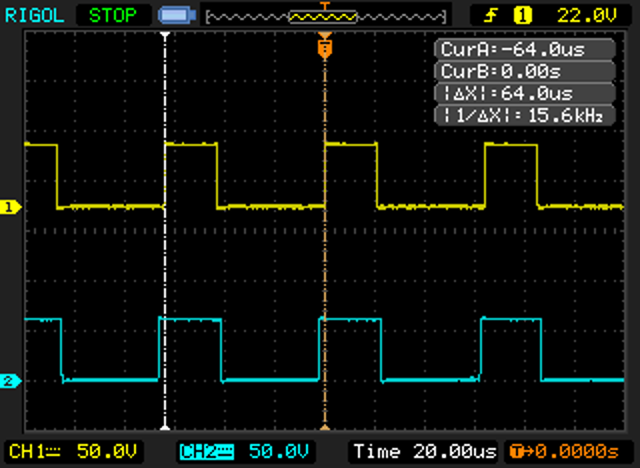 RIGOL STOP T 1 22.0V
T
CurA:-64.0us
CurB:0.00s
|ΔX|:64.0us
|1/ΔX|:15.6kHz
1
2
CH1 50.0V CH2 50.0V Time 20.00us T→0.0000s